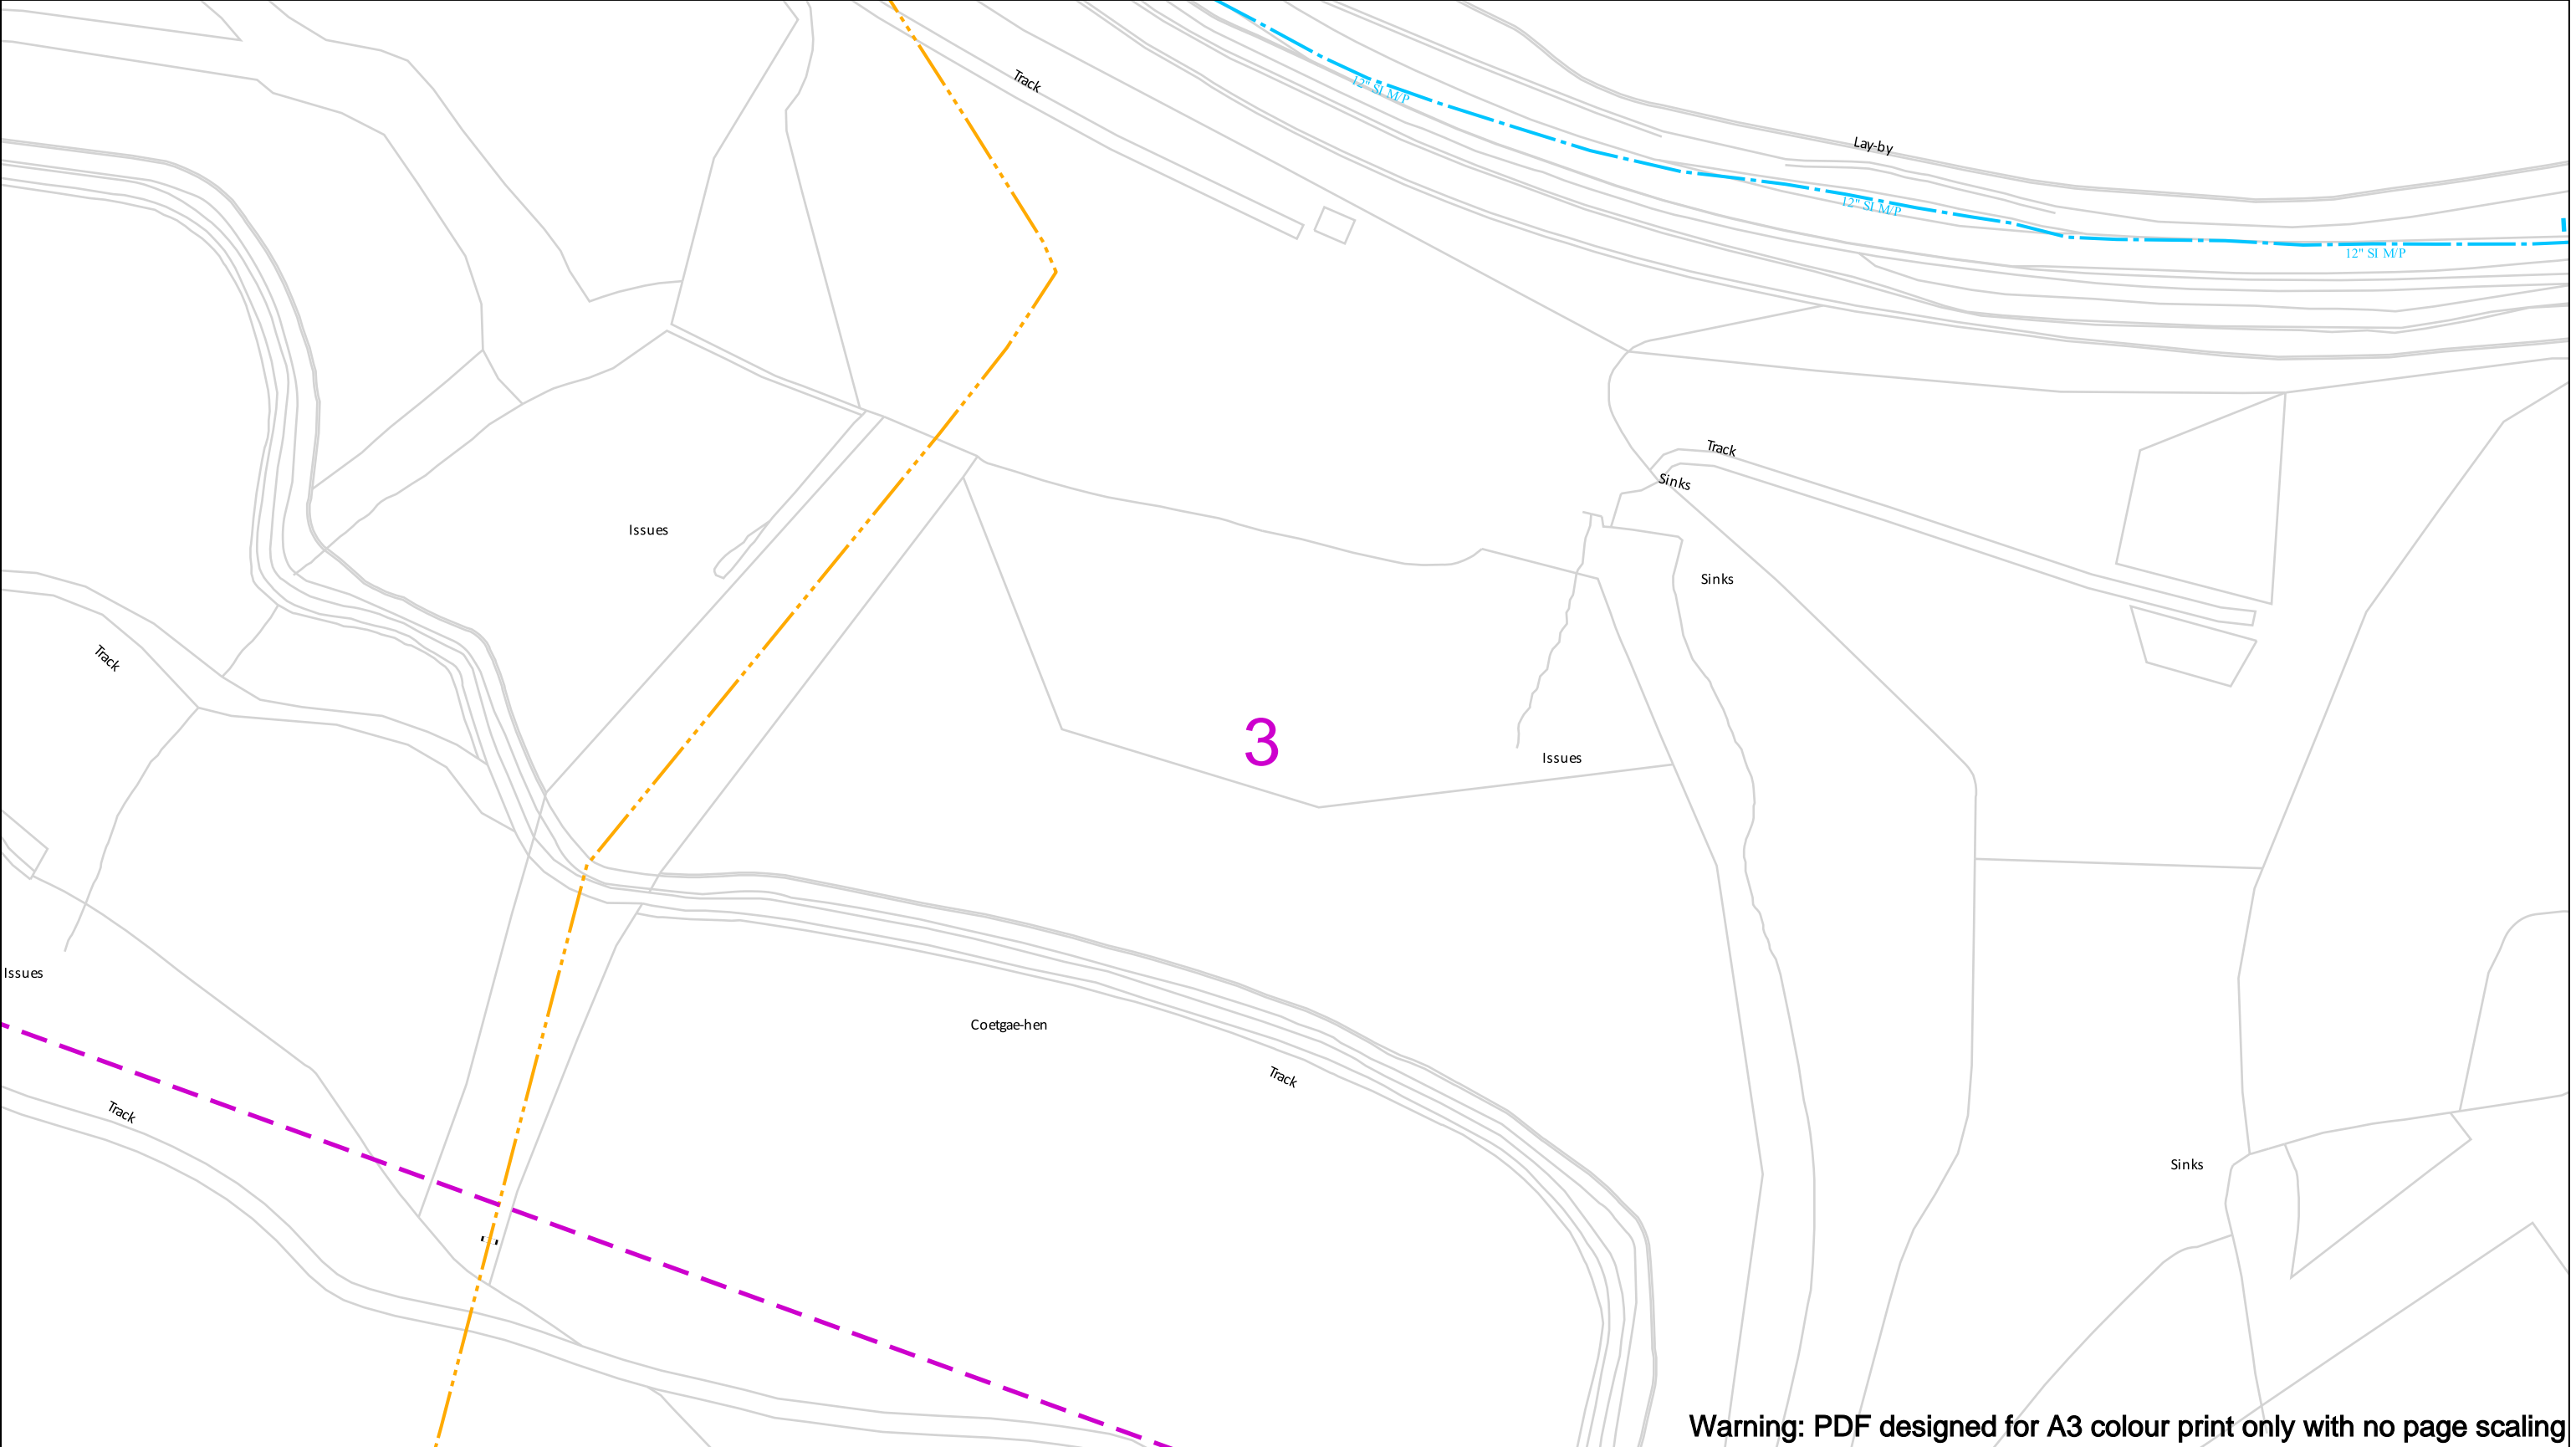 Track
12" SI M/P
Lay-by
12" SI M/P
12" SI M/P
Track
Sinks
Issues
Sinks
Track
3
Issues
Issues
Coetgae-hen
Track
Track
Sinks
Warning: PDF designed for A3 colour print only with no page scaling